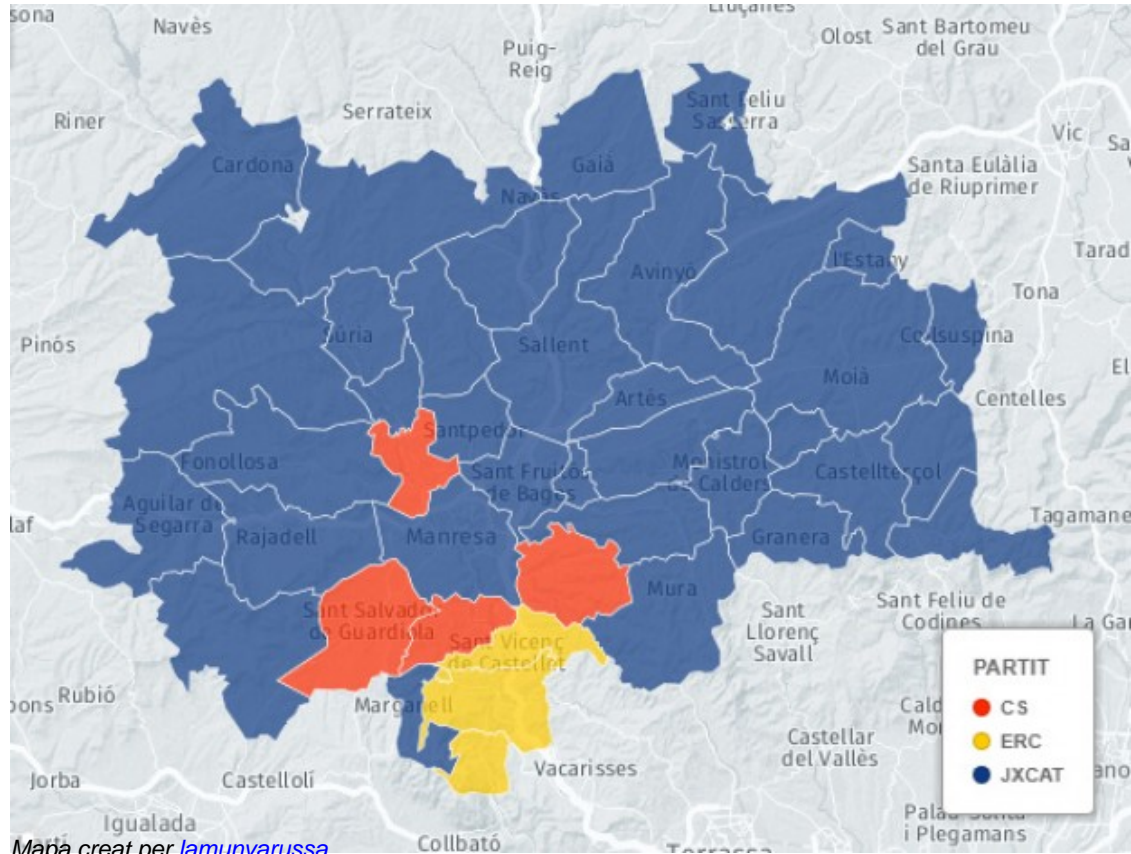 Navès
Olost
Sant Bartomeu
del Grau
Puig-
Reig
Riner
Serrateix
Sant Feliu
Sasserra
Vic
Cardona
Gaià
Santa Eulàlia
de Riuprimer
Navàs
Avinyó
l'Estany
Tona
Pinós
Súria
Sallent
Collsuspina
Moià
Artés
Centelles
Santpedor
Fonollosa
Sant Fruitós
de Bages
Monistrol
de Calders
Castellterçol
Aguilar de
Segarra
Rajadell
Manresa
Granera
Tagamane
Mura
Sant Salvador
de Guardiola
Sant Vicenç
de Castellet
Sant
Llorenç
Savall
Sant Feliu de
Codines
La Gar
Rubió
Marganell
PARTIT
CS
ERC
JXCAT
Castellar
del Vallès
Vacarisses
Jorba
Castellolí
Igualada
Collbató
Terrassa
i Plegamans
Mapa creat per lamunyarussa